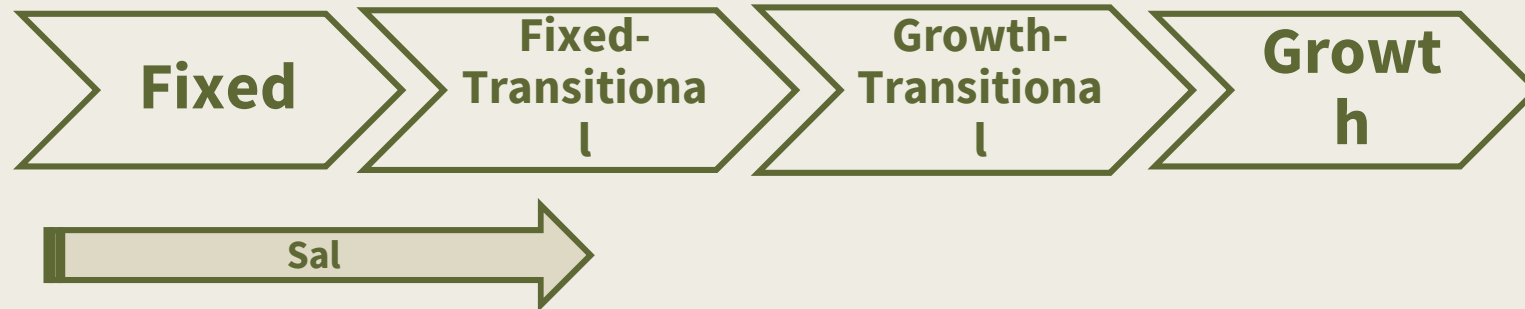 Fixed
Fixed-
Transitiona
l
Growth-
Transitiona
l
Growt
h
Sal